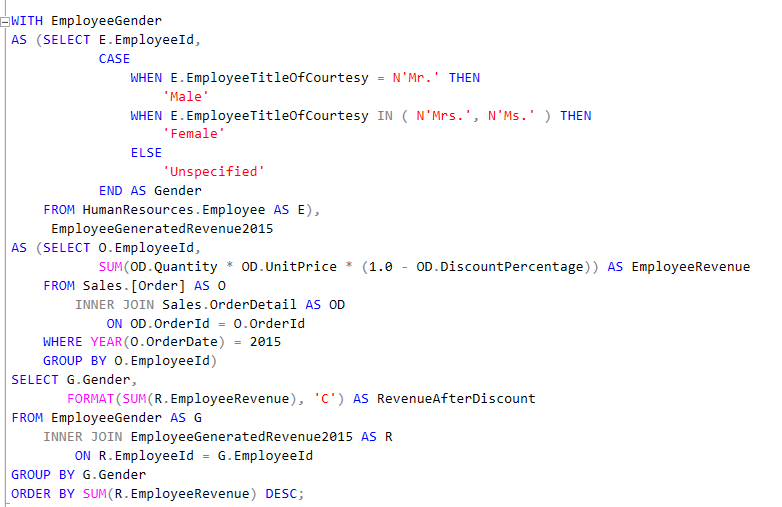 WITH EmployeeGender
AS (SELECT E.EmployeeId,
CASE
WHEN E.EmployeeTitleOfCourtesy = N'Mr.' THEN
'Male'
WHEN E.EmployeeTitleOfCourtesy IN ( N'Mrs.', N'Ms.' ) THEN
'Female'
ELSE
'Unspecified'
END AS Gender
FROM HumanResources.Employee AS E),
EmployeeGeneratedRevenue2015
AS (SELECT O.EmployeeId,
SUM(OD.Quantity * OD.UnitPrice * (1.0 - OD.DiscountPercentage)) AS EmployeeRevenue
FROM Sales.[Order] AS O
INNER JOIN Sales.OrderDetail AS OD
ON OD.OrderId = O.OrderId
WHERE YEAR(O.OrderDate) = 2015
GROUP BY O.EmployeeId)
SELECT G.Gender,
FORMAT(SUM(R.EmployeeRevenue), 'C') AS RevenueAfterDiscount
FROM EmployeeGender AS G
INNER JOIN EmployeeGeneratedRevenue2015 AS R
ON R.EmployeeId = G.EmployeeId
GROUP BY G.Gender
ORDER BY SUM(R.EmployeeRevenue) DESC;